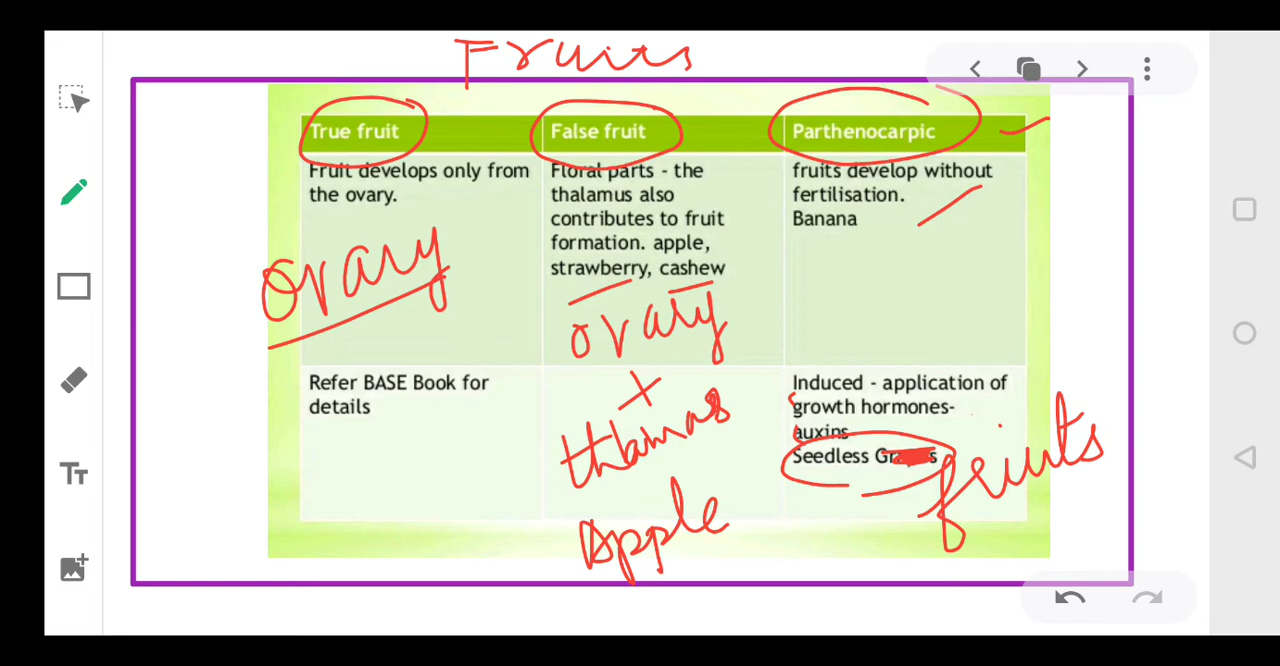 Fruits
True fruit
Fruit develops only from
the ovary.
ovary
Refer BASE Book for
details
False fruit
Floral parts - the
thalamus also
contributes to fruit
formation. apple,
strawberry, cashew
ovary
+
thlamas
Apple
Parthenocarpic
fruits develop without
fertilisation.
Banana
Induced - application of
growth hormones-
auxins
Seedless
fruits
Tт